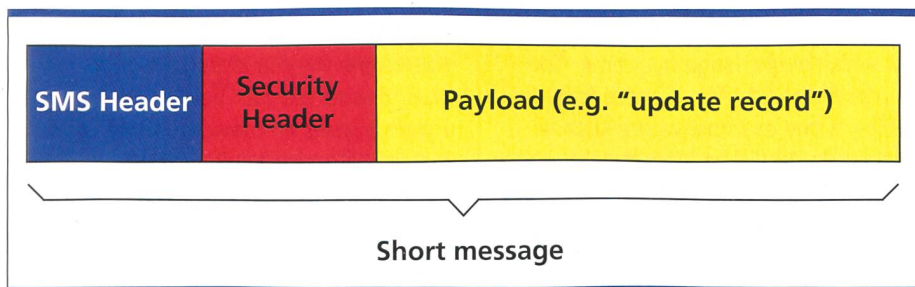 SMS Header
Security
Header
Payload (e.g. “update record”)
Short message